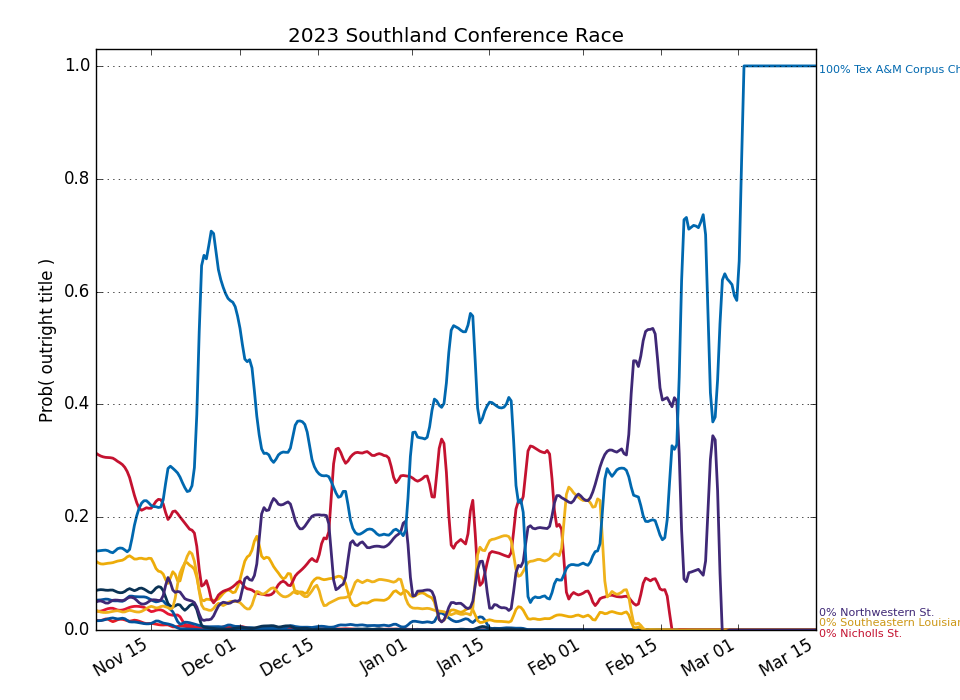 2023 Southland Conference Race
Prob( outright title )
1.0
0.8
0.6
0.4
0.2
0.0
Nov 15
Dec 01
Dec 15
Jan 01
Jan 15
Feb 01
Feb 15
Mar 01
Mar 15
100% Tex A&M Corpus Ch
0% Northwestern St.
0% Southeastern Louisian
0% Nicholls St.